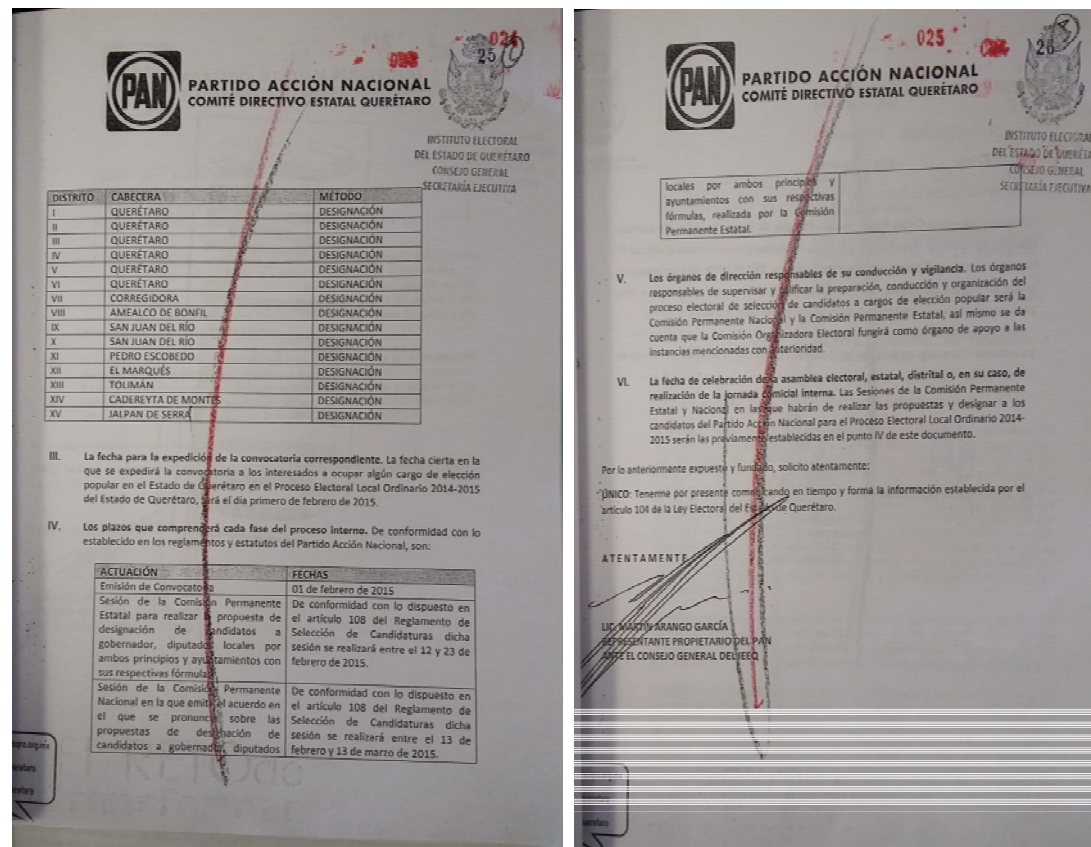 024
25
PAN
PARTIDO ACCIÓN NACIONAL
COMITÉ DIRECTIVO ESTATAL QUERÉTARO
INSTITUTO ELECTORAL
DEL ESTADO DE QUERÉTARO
CONSEJO GENERAL
SECRETARÍA EJECUTIVA
DISTRITO CABECERA MÉTODO
I QUERÉTARO DESIGNACIÓN
II QUERÉTARO DESIGNACIÓN
III QUERÉTARO DESIGNACIÓN
IV QUERÉTARO DESIGNACIÓN
V QUERÉTARO DESIGNACIÓN
VI QUERÉTARO DESIGNACIÓN
VII CORREGIDORA DESIGNACIÓN
VIII AMEALCO DE BONFIL DESIGNACIÓN
IX SAN JUAN DEL RÍO DESIGNACIÓN
X SAN JUAN DEL RÍO DESIGNACIÓN
XI PEDRO ESCOBEDO DESIGNACIÓN
XII EL MARQUÉS DESIGNACIÓN
XIII TOLIMÁN DESIGNACIÓN
XIV CADEREYTA DE MONTES DESIGNACIÓN
XV JALPAN DE SERRA DESIGNACIÓN
III. La fecha para la expedición de la convocatoria correspondiente. La fecha cierta en la
que se expedirá la convocatoria a los interesados a ocupar algún cargo de elección
popular en el Estado de Querétaro en el Proceso Electoral Local Ordinario 2014-2015
del Estado de Querétaro, será el día primero de febrero de 2015.
IV. Los plazos que comprenderá cada fase del proceso interno. De conformidad con lo
establecido en los reglamentos y estatutos del Partido Acción Nacional, son:
ACTUACIÓN FECHAS
Emisión de Convocatoria 01 de febrero de 2015
Sesión de la Comisión Permanente
Estatal para realizar la propuesta de
designación de candidatos a
gobernador, diputados locales por
ambos principios y ayuntamientos con
sus respectivas fórmulas
De conformidad con lo dispuesto en
el artículo 108 del Reglamento de
Selección de Candidaturas dicha
sesión se realizará entre el 12 y 23 de
febrero de 2015.
Sesión de la Comisión Permanente
Nacional en la que emite el acuerdo en
el que se pronuncia sobre las
propuestas de designación de
candidatos a gobernador, diputados
De conformidad con lo dispuesto en
el artículo 108 del Reglamento de
Selección de Candidaturas dicha
sesión se realizará entre el 13 de
febrero y 13 de marzo de 2015.
025
26
PAN
PARTIDO ACCIÓN NACIONAL
COMITÉ DIRECTIVO ESTATAL QUERÉTARO
INSTITUTO ELECTORAL
DEL ESTADO DE QUERÉTA
CONSEJO GENERAL
SECRETARÍA EJECUTIVA
locales por ambos principios y
ayuntamientos con sus respectivas
fórmulas, realizada por la Comisión
Permanente Estatal.
V. Los órganos de dirección responsables de su conducción y vigilancia. Los órganos
responsables de supervisar y calificar la preparación, conducción y organización del
proceso electoral de selección de candidatos a cargos de elección popular será la
Comisión Permanente Nacional y la Comisión Permanente Estatal, así mismo se da
cuenta que la Comisión Organizadora Electoral fungirá como órgano de apoyo a las
instancias mencionadas con anterioridad.
VI. La fecha de celebración de la asamblea electoral, estatal, distrital o, en su caso, de
realización de la jornada comicial interna. Las Sesiones de la Comisión Permanente
Estatal y Nacional en las que habrán de realizar las propuestas y designar a los
candidatos del Partido Acción Nacional para el Proceso Electoral Local Ordinario 2014-
2015 serán las previamente establecidas en el punto IV de este documento.
Por lo anteriormente expuesto y fundado, solicito atentamente:
ÚNICO: Tenerme por presente comunicando en tiempo y forma la información establecida por el
artículo 104 de la Ley Electoral del Estado de Querétaro.
ATENTAMENTE
LIC. MARTÍN ARANGO GARCÍA
REPRESENTANTE PROPIETARIO DEL PAN
ANTE EL CONSEJO GENERAL DEL IEEQ